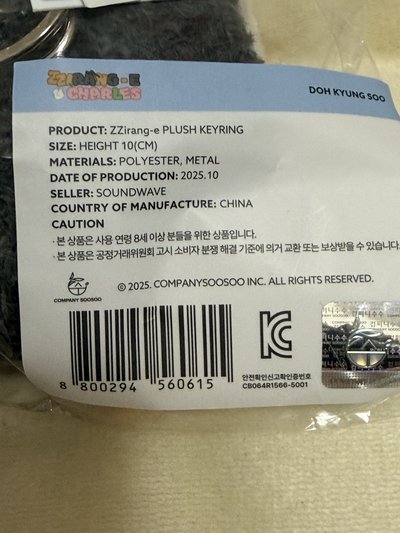 ZZIRANG-E
& CHARLES
DOH KYUNG SOO
PRODUCT: ZZirang-e PLUSH KEYRING
SIZE: HEIGHT 10(CM)
MATERIALS: POLYESTER, METAL
DATE OF PRODUCTION: 2025.10
SELLER: SOUNDWAVE
COUNTRY OF MANUFACTURE: CHINA
CAUTION
· 본 상품은 사용 연령 8세 이상 분들을 위한 상품입니다.
· 본 상품은 공정거래위원회 고시 소비자 분쟁 해결 기준에 의거 교환 또는 보상받을 수 있습니다.
COMPANY SOOSOO
© 2025. COMPANYSOOSOO INC. ALL RIGHTS RESERVED.
8 800294 560615
안전확인신고확인증번호
CB064R1566-5001
컴퍼니수수